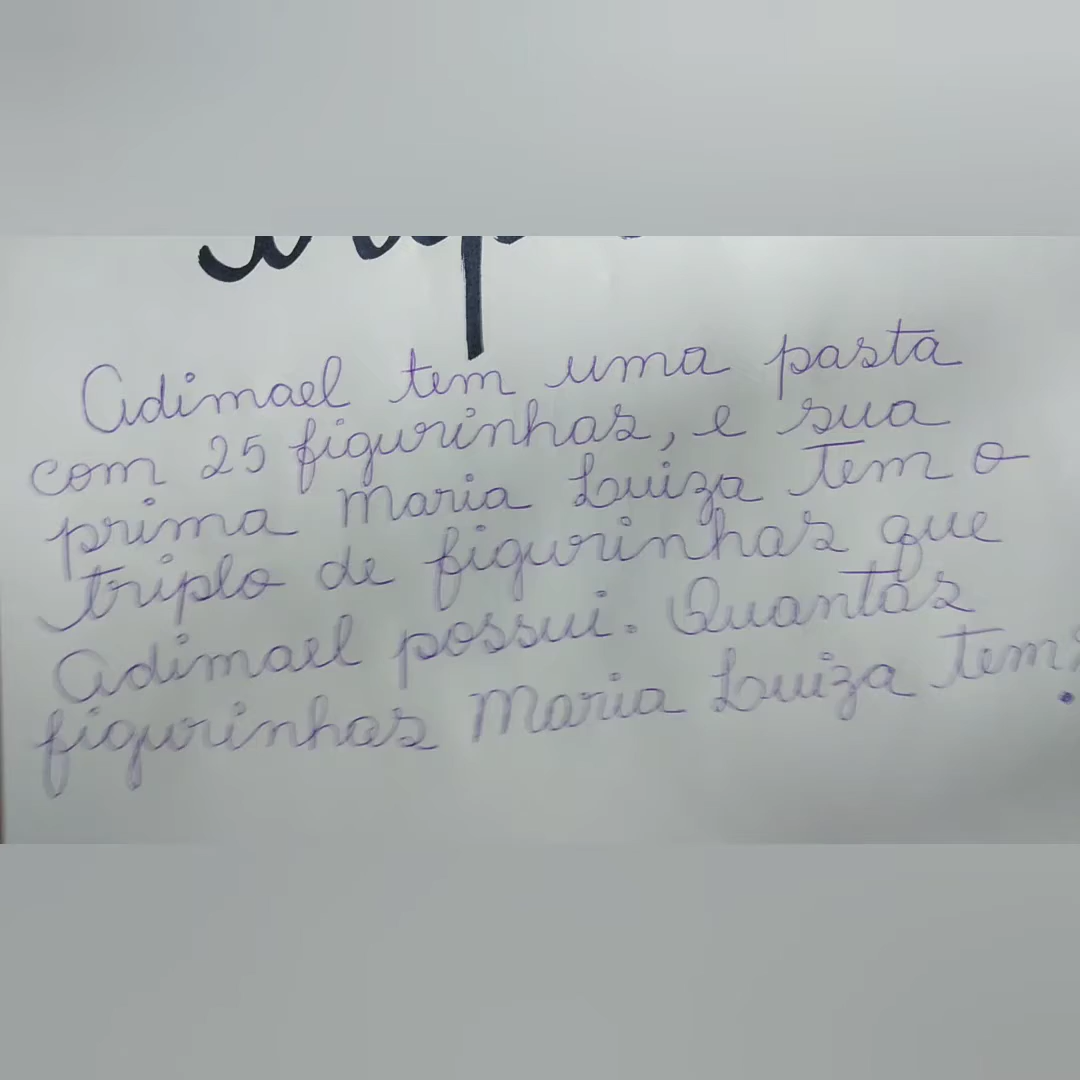 Adimael tem uma pasta
com 25 figurinhas, e sua
prima Maria Luiza tem o
triplo de figurinhas que
Adimael possui. Quantas
figurinhas Maria Luiza tem?